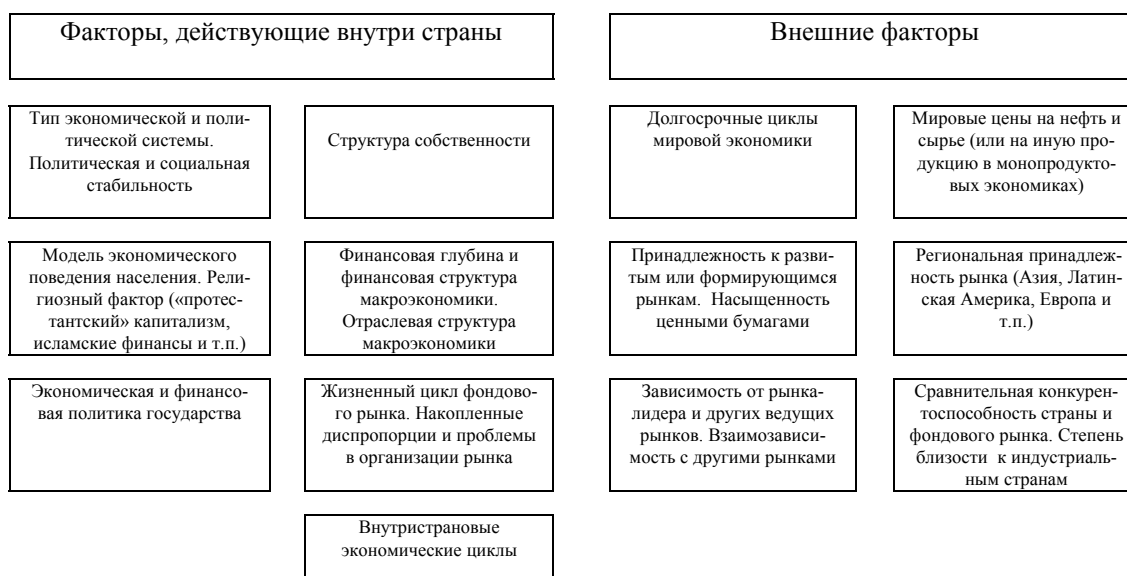 Факторы, действующие внутри страны
Внешние факторы
Тип экономической и поли-
тической системы.
Политическая и социальная
стабильность
Структура собственности
Долгосрочные циклы
мировой экономики
Мировые цены на нефть и
сырье (или на иную про-
дукцию в монопродукто-
вых экономиках)
Модель экономического
поведения населения. Рели-
гиозный фактор («протес-
тантский» капитализм,
исламские финансы и т.п.)
Финансовая глубина и
финансовая структура
макроэкономики.
Отраслевая структура
макроэкономики
Принадлежность к разви-
тым или формирующимся
рынкам. Насыщенность
ценными бумагами
Региональная принадлеж-
ность рынка (Азия, Латин-
ская Америка, Европа и
т.п.)
Экономическая и финансо-
вая политика государства
Жизненный цикл фондово-
го рынка. Накопленные
диспропорции и проблемы
в организации рынка
Зависимость от рынка-
лидера и других ведущих
рынков. Взаимозависи-
мость с другими рынками
Сравнительная конкурен-
тоспособность страны и
фондового рынка. Степень
близости к индустриаль-
ным странам
Внутристрановые
экономические циклы